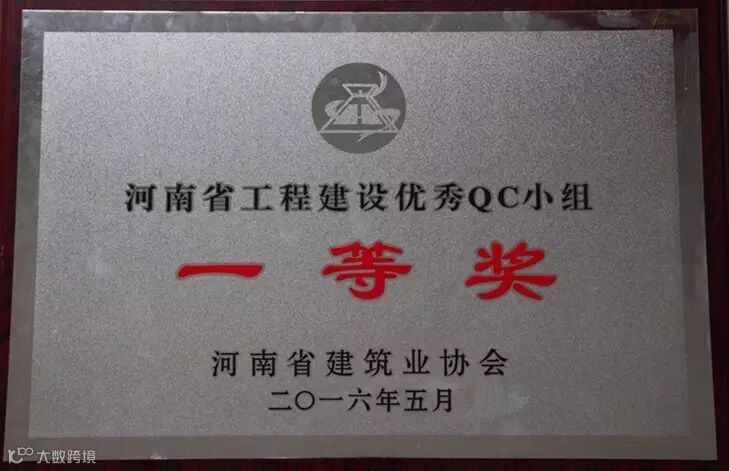 河南省工程建设优秀QC小组
一等奖
河南省建筑业协会
二〇一六年五月
大数跨境